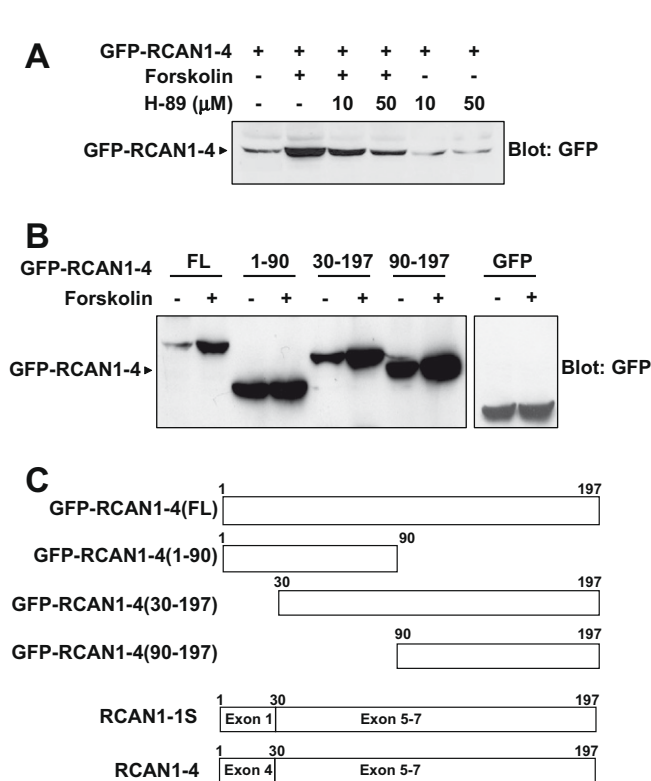 A
GFP-RCAN1-4 + + + + + +
Forskolin - + + + - -
H-89 (µM) - - 10 50 10 50
GFP-RCAN1-4 Blot: GFP
B
GFP-RCAN1-4 FL 1-90 30-197 90-197 GFP
Forskolin - + - + - + - + - +
GFP-RCAN1-4 Blot: GFP
C
1 197
GFP-RCAN1-4(FL)
1 90
GFP-RCAN1-4(1-90)
30 197
GFP-RCAN1-4(30-197)
90 197
GFP-RCAN1-4(90-197)
1 30 197
RCAN1-1S Exon 1 Exon 5-7
1 30 197
RCAN1-4 Exon 4 Exon 5-7